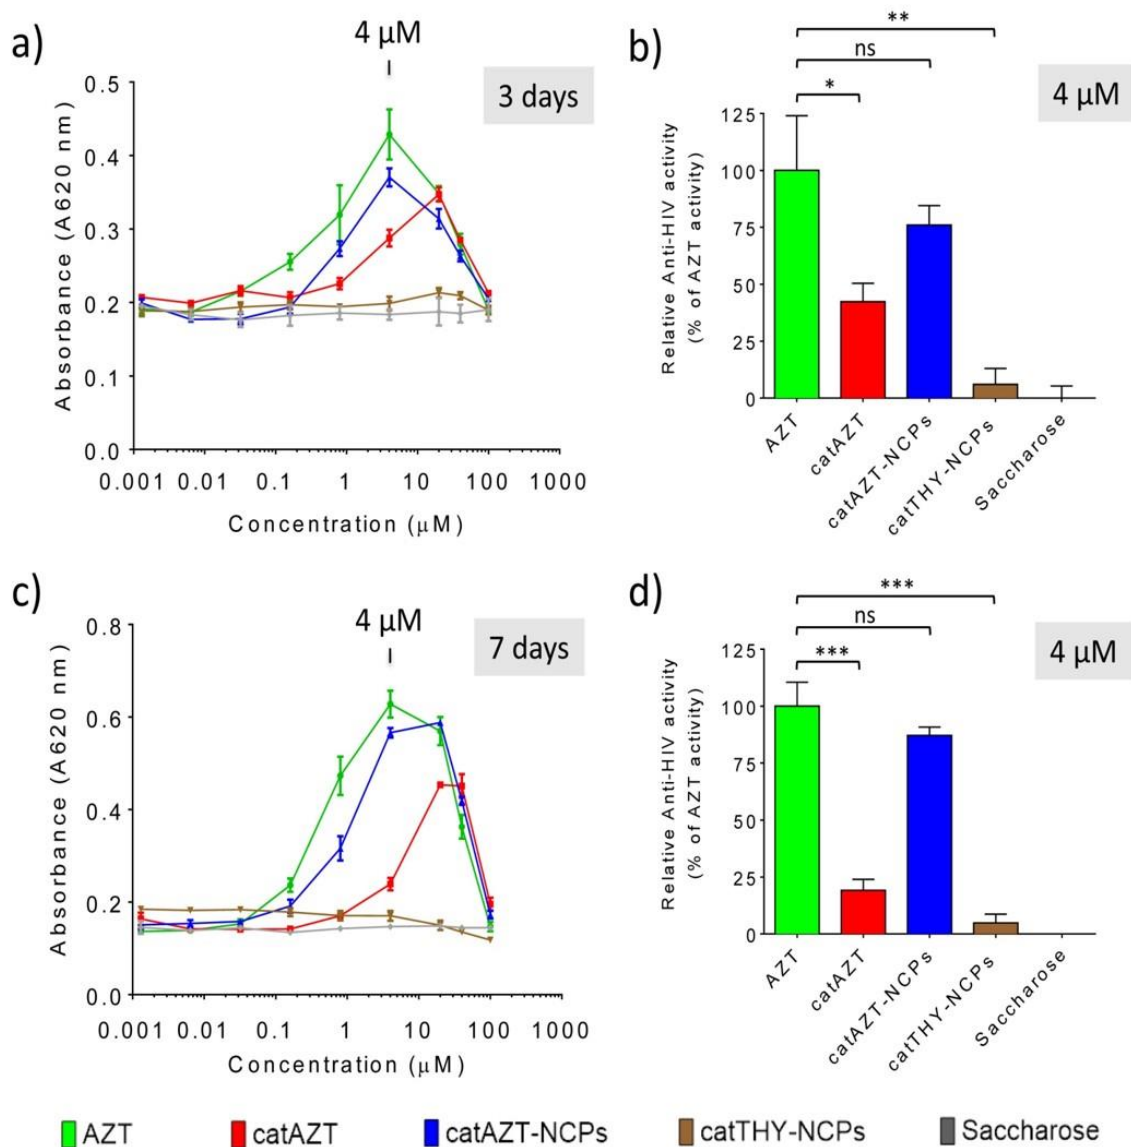 a)
4 µM
3 days
Absorbance (A620 nm)
0.5
0.4
0.3
0.2
0.1
0.0
0.001 0.01 0.1 1 10 100 1000
Concentration (µM)
b)
**
ns
*
4 µM
Relative Anti-HIV activity
(% of AZT activity)
125
100
75
50
25
0
AZT
catAZT
catAZT-NCPs
catTHY-NCPs
Saccharose
c)
4 µM
7 days
Absorbance (A620 nm)
0.8
0.6
0.4
0.2
0.0
0.001 0.01 0.1 1 10 100 1000
Concentration (µM)
d)
***
ns
***
4 µM
Relative Anti-HIV activity
(% of AZT activity)
125
100
75
50
25
0
AZT
catAZT
catAZT-NCPs
catTHY-NCPs
Saccharose
AZT catAZT catAZT-NCPs catTHY-NCPs Saccharose